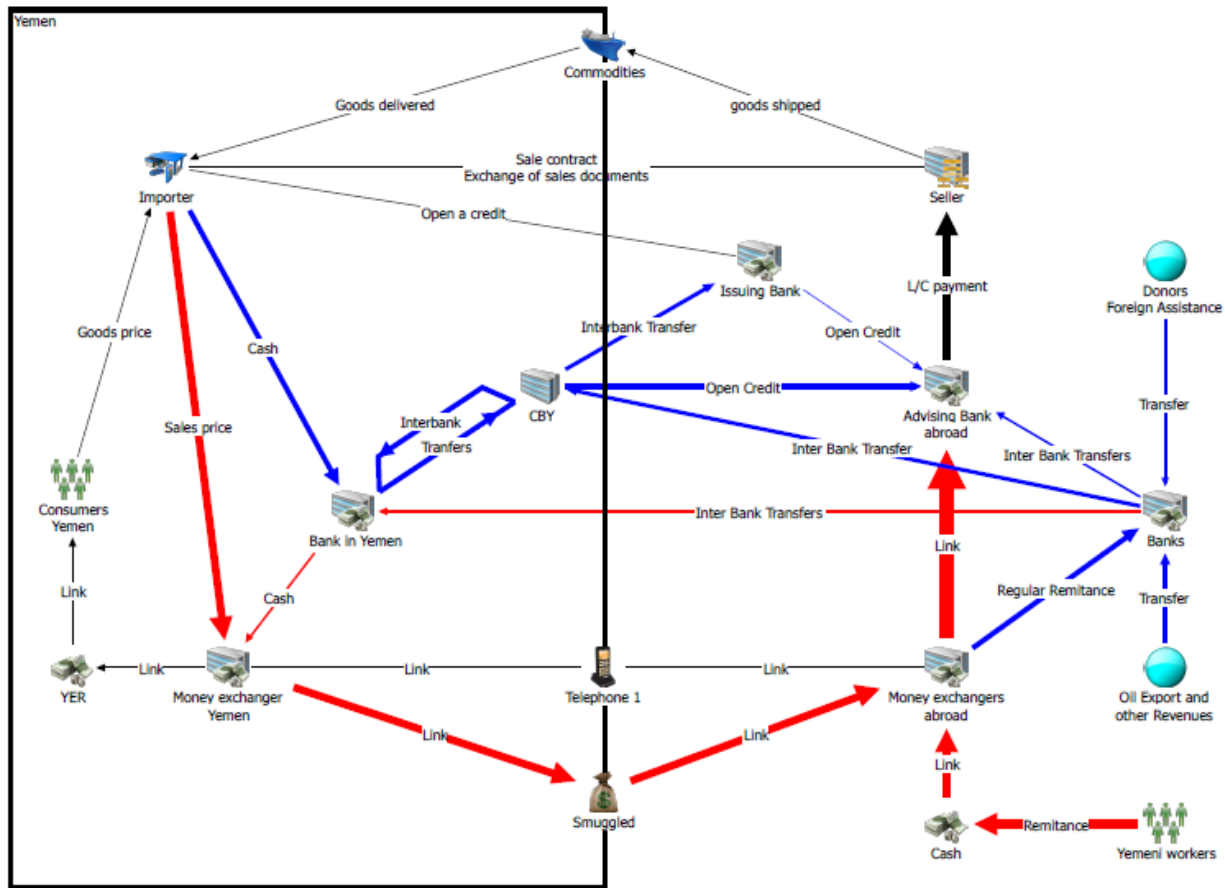 Yemen
Commodities
Goods delivered
goods shipped
Sale contract
Exchange of sales documents
Importer
Seller
Open a credit
Issuing Bank
L/C payment
Donors
Foreign Assistance
Goods price
Interbank Transfer
Open Credit
Cash
Open Credit
CBY
Advising Bank
abroad
Transfer
Interbank
Tranfers
Sales price
Inter Bank Transfer
Inter Bank Transfers
Consumers
Yemen
Inter Bank Transfers
Bank in Yemen
Banks
Link
Link
Cash
Regular Remitance
Transfer
Link
Link
Link
YER
Money exchanger
Yemen
Telephone 1
Money exchangers
abroad
Oil Export and
other Revenues
Link
Link
Link
Smuggled
Remitance
Cash
Yemeni workers